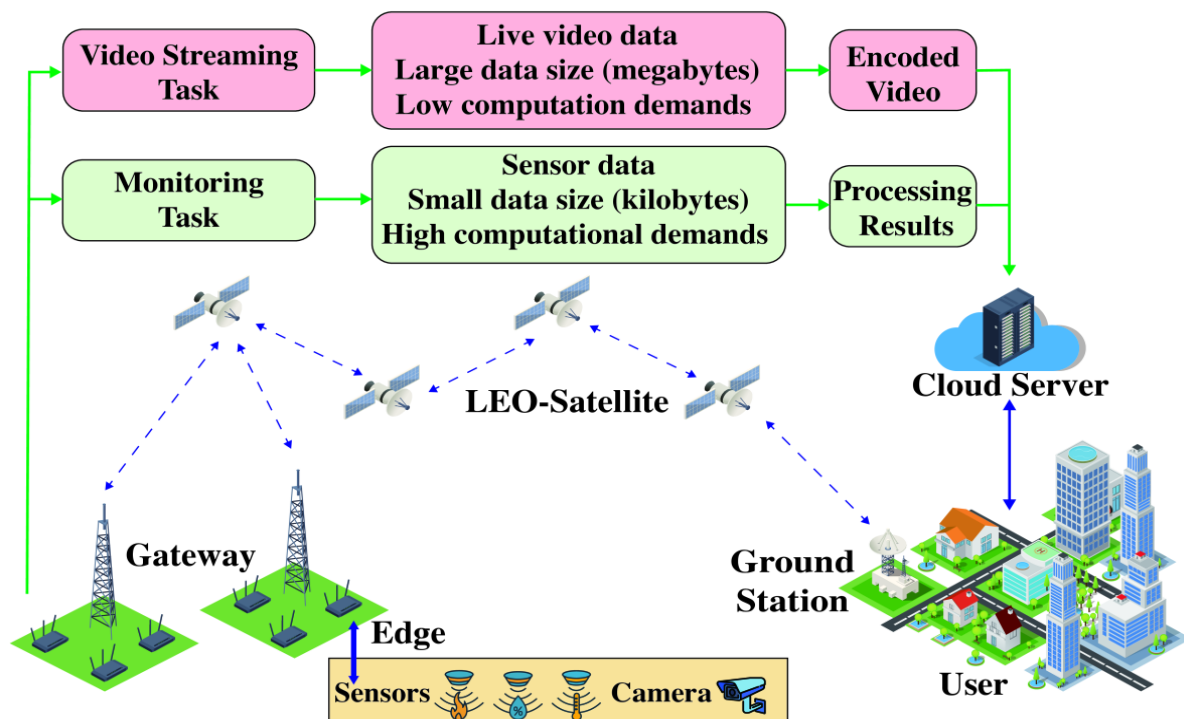 Video Streaming
Task
Live video data
Large data size (megabytes)
Low computation demands
Encoded
Video
Monitoring
Task
Sensor data
Small data size (kilobytes)
High computational demands
Processing
Results
LEO-Satellite
Cloud Server
Gateway
Ground
Station
Edge
Sensors
%
Camera
User
H